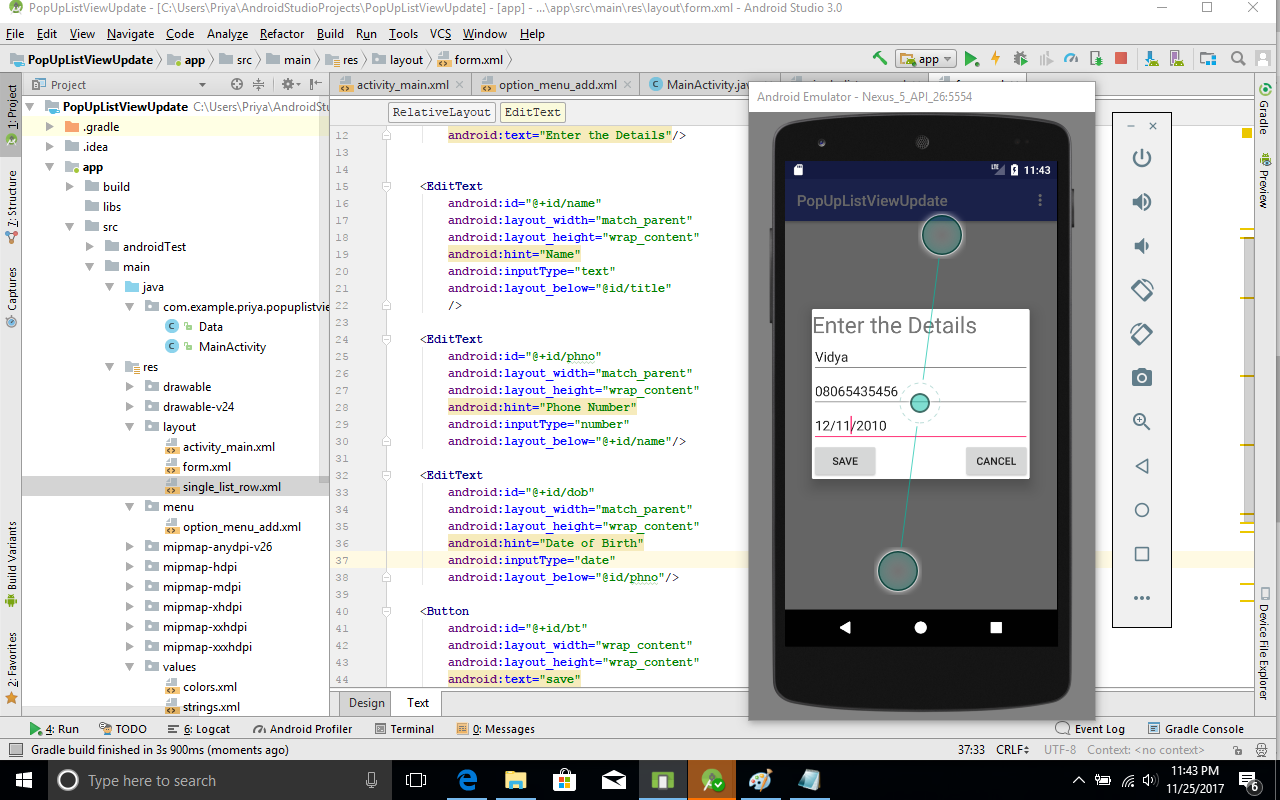 PopUpListViewUpdate - [C:\Users\Priya\AndroidStudioProjects\PopUpListViewUpdate] - [app] - ...\app\src\main\res\layout\form.xml - Android Studio 3.0
File Edit View Navigate Code Analyze Refactor Build Run Tools VCS Window Help
PopUpListViewUpdate app src main res layout form.xml
app
Project
activity_main.xml option_menu_add.xml MainActivity.jav
1: Project
7: Structure
Captures
Build Variants
2: Favorites
PopUpListViewUpdate C:\Users\Priya\AndroidStu
.gradle
.idea
app
build
libs
src
androidTest
main
java
com.example.priya.popuplistvie
Data
MainActivity
res
drawable
drawable-v24
layout
activity_main.xml
form.xml
single_list_row.xml
menu
option_menu_add.xml
mipmap-anydpi-v26
mipmap-hdpi
mipmap-mdpi
mipmap-xhdpi
mipmap-xxhdpi
mipmap-xxxhdpi
values
colors.xml
strings.xml
RelativeLayout EditText
12 android:text="Enter the Details"/>
13
14
15 <EditText
16 android:id="@+id/name"
17 android:layout_width="match_parent"
18 android:layout_height="wrap_content"
19 android:hint="Name"
20 android:inputType="text"
21 android:layout_below="@id/title"
22 />
23
24 <EditText
25 android:id="@+id/phno"
26 android:layout_width="match_parent"
27 android:layout_height="wrap_content"
28 android:hint="Phone Number"
29 android:inputType="number"
30 android:layout_below="@+id/name"/>
31
32 <EditText
33 android:id="@+id/dob"
34 android:layout_width="match_parent"
35 android:layout_height="wrap_content"
36 android:hint="Date of Birth"
37 android:inputType="date"
38 android:layout_below="@id/phno"/>
39
40 <Button
41 android:id="@+id/bt"
42 android:layout_width="wrap_content"
43 android:layout_height="wrap_content"
44 android:text="save"
Design Text
Android Emulator - Nexus_5_API_26:5554
LTE 11:43
PopUpListViewUpdate
Enter the Details
Vidya
08065435456
12/11/2010
SAVE CANCEL
Gradle
Preview
Device File Explorer
4: Run TODO 6: Logcat Android Profiler Terminal 0: Messages Event Log Gradle Console
Gradle build finished in 3s 900ms (moments ago) 37:33 CRLF UTF-8 Context: <no context>
Type here to search
11:43 PM
11/25/2017
6